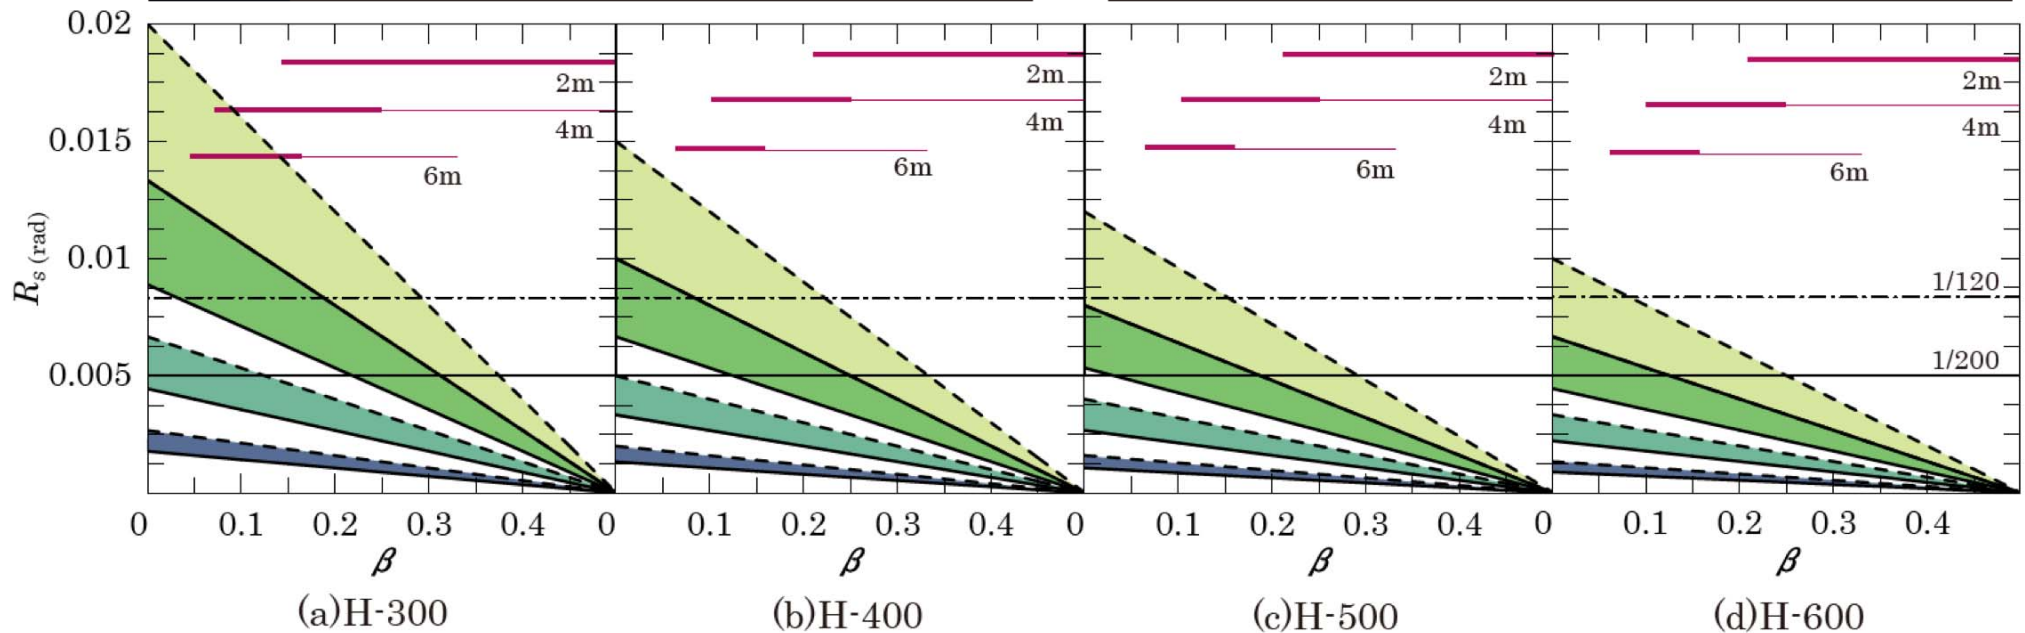 0.02
0.015
0.01
0.005
R_s (rad)
2m
4m
6m
2m
4m
6m
2m
4m
6m
2m
4m
6m
1/120
1/200
0 0.1 0.2 0.3 0.4 0 0.1 0.2 0.3 0.4 0 0.1 0.2 0.3 0.4 0 0.1 0.2 0.3 0.4
β β β β
(a)H-300 (b)H-400 (c)H-500 (d)H-600